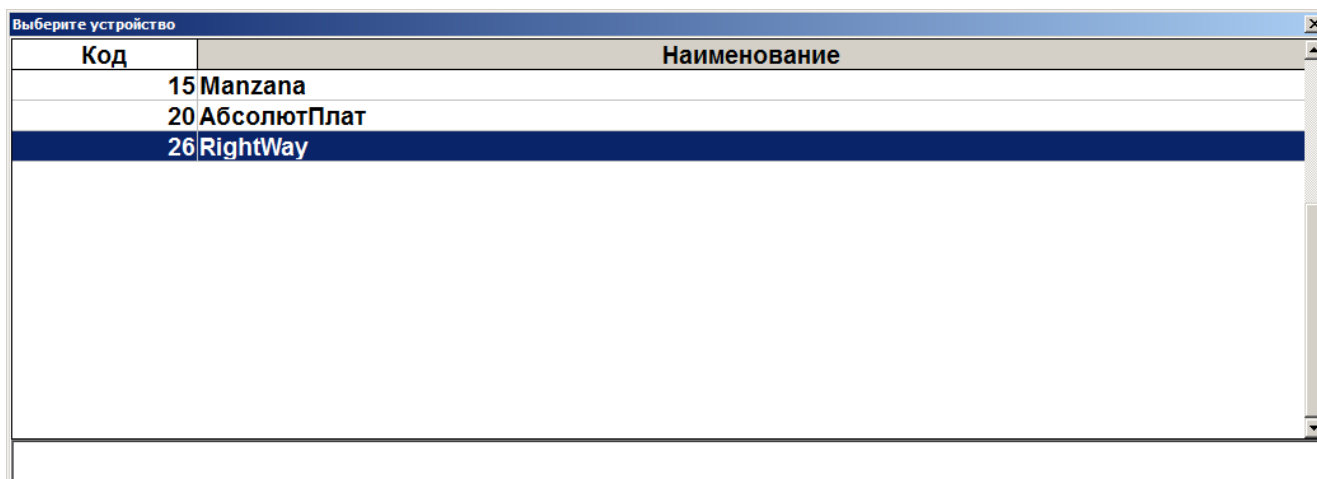 Выберите устройство
Код Наименование
15 Manzana
20 АбсолютПлат
26 RightWay